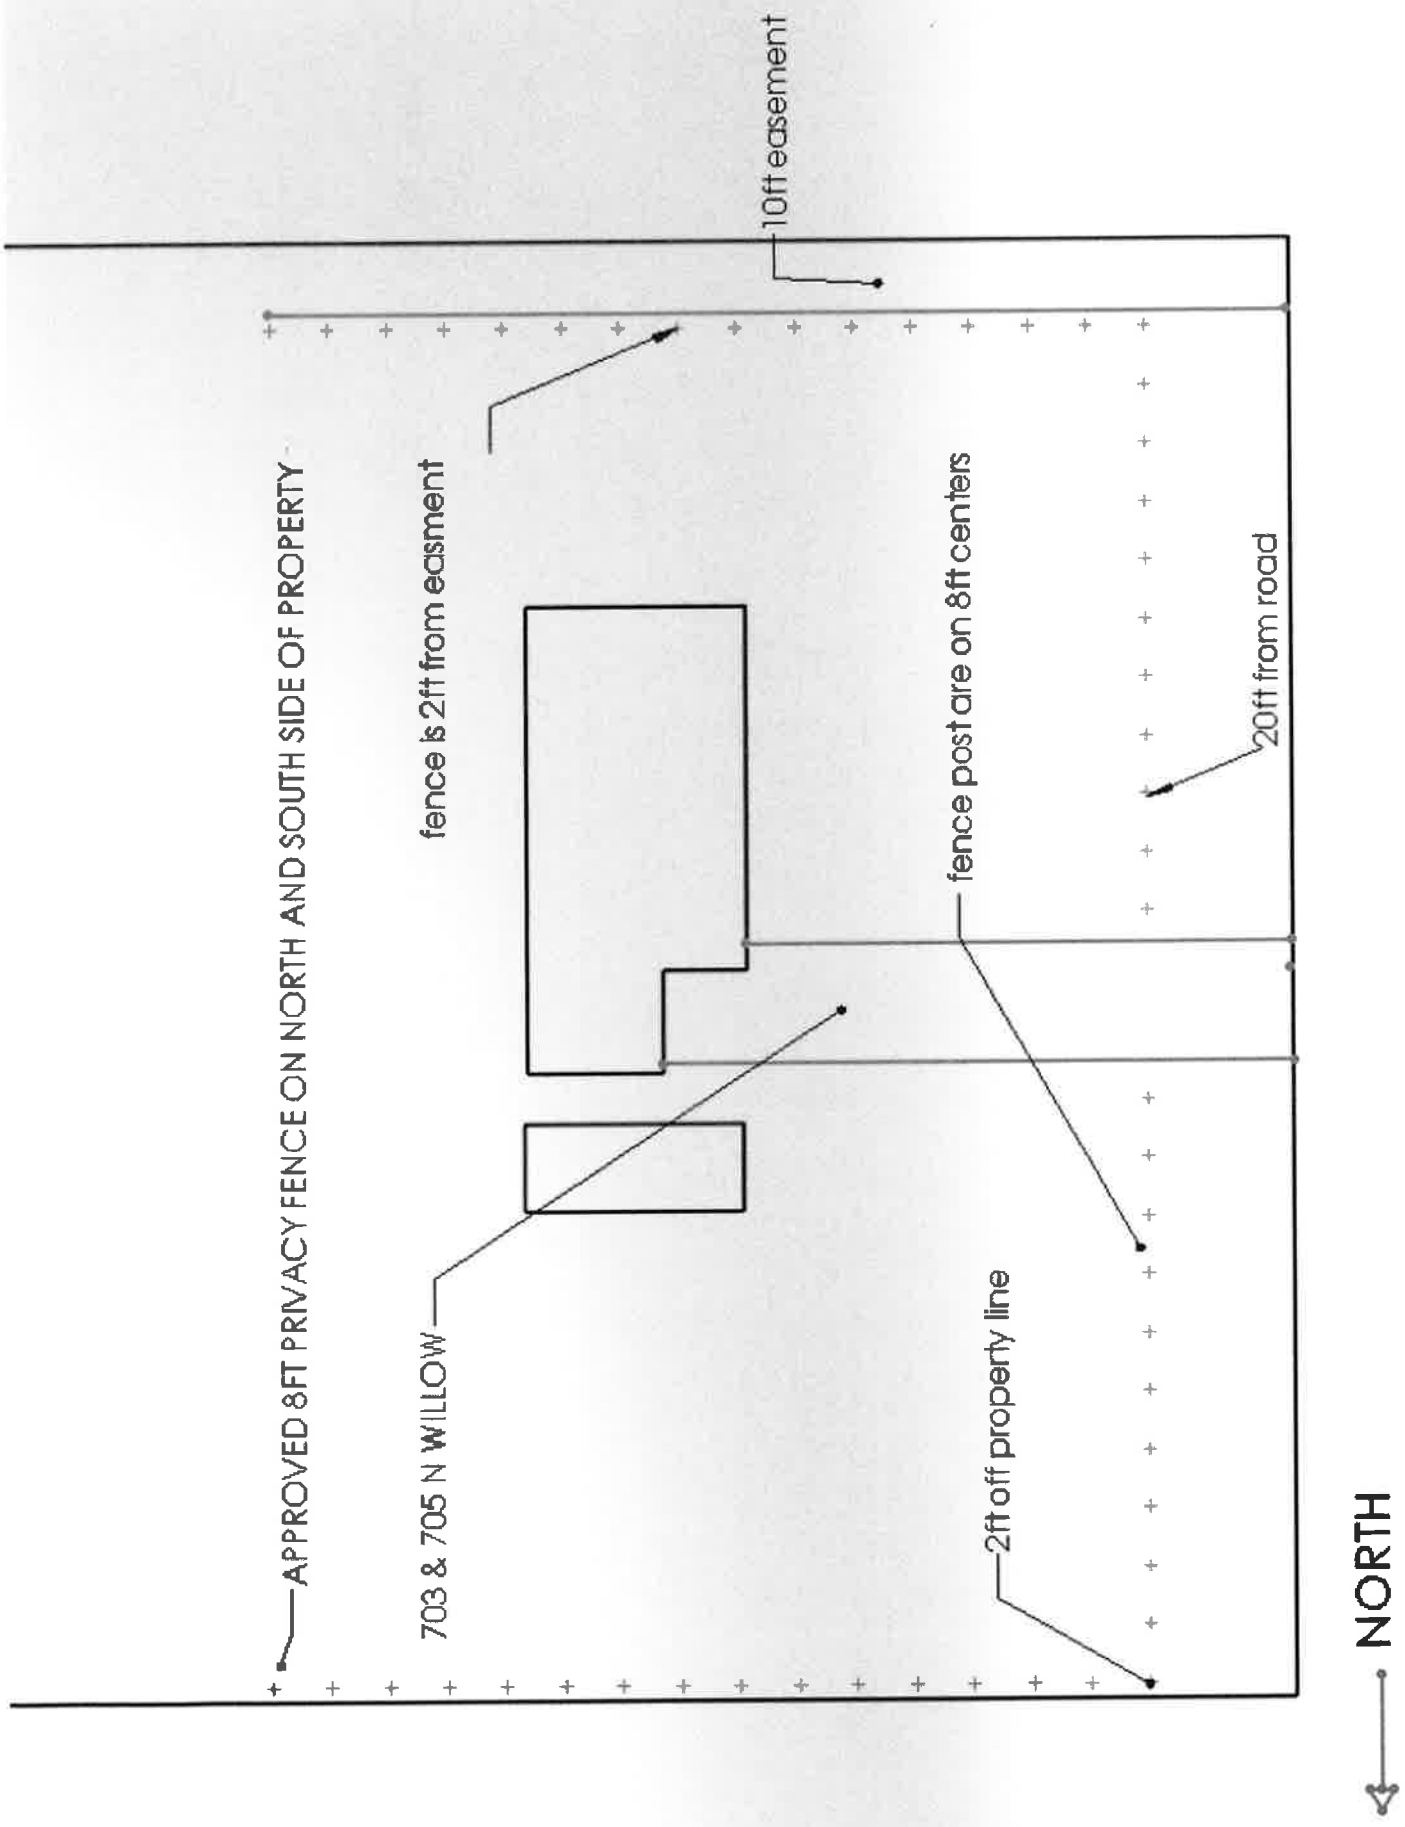 APPROVED 8FT PRIVACY FENCE ON NORTH AND SOUTH SIDE OF PROPERTY
703 & 705 N WILLOW
fence is 2ft from easment
10ft easement
fence post are on 8ft centers
2ft off property line
20ft from road
NORTH